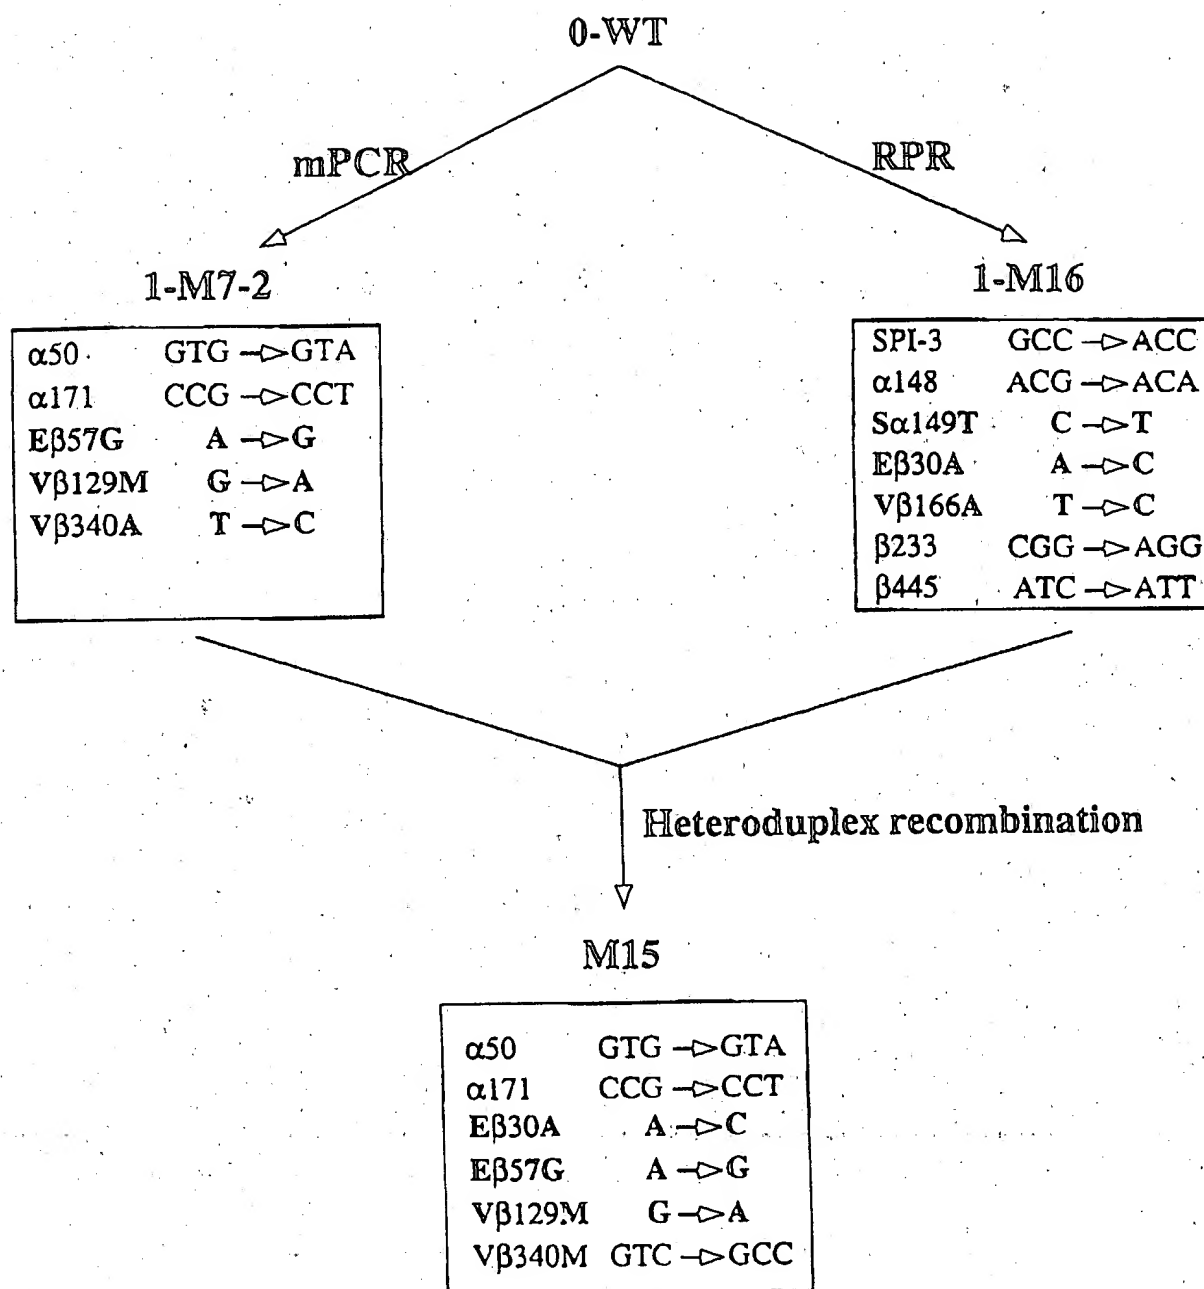 0-WT
mPCR
RPR
1-M7-2
α50 GTG → GTA
α171 CCG → CCT
Eβ57G A → G
Vβ129M G → A
Vβ340A T → C
1-M16
SPI-3 GCC → ACC
α148 ACG → ACA
Sα149T C → T
Eβ30A A → C
Vβ166A T → C
β233 CGG → AGG
β445 ATC → ATT
Heteroduplex recombination
M15
α50 GTG → GTA
α171 CCG → CCT
Eβ30A A → C
Eβ57G A → G
Vβ129M G → A
Vβ340M GTC → GCC